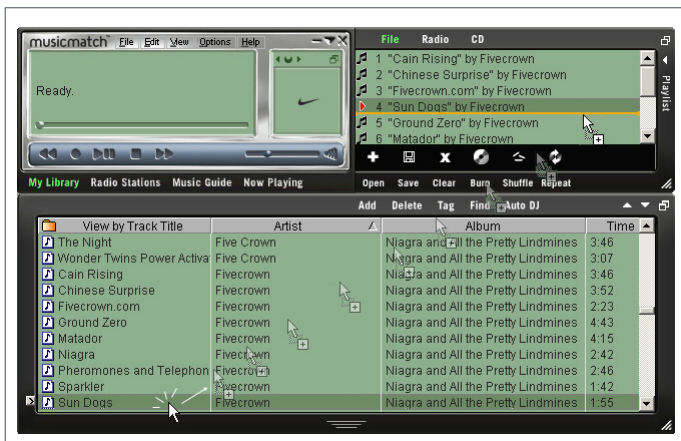 musicmatch File Edit View Options Help
File Radio CD
Ready.
1 "Cain Rising" by Fivecrown
2 "Chinese Surprise" by Fivecrown
3 "Fivecrown.com" by Fivecrown
4 "Sun Dogs" by Fivecrown
5 "Ground Zero" by Fivecrown
6 "Matador" by Fivecrown
Playlist
My Library Radio Stations Music Guide Now Playing
Open Save Clear Burn Shuffle Repeat
Add Delete Tag Find Auto DJ
View by Track Title Artist Album Time
The Night Five Crown Niagra and All the Pretty Lindmines 3:46
Wonder Twins Power Activa Five Crown Niagra and All the Pretty Lindmines 3:07
Cain Rising Fivecrown Niagra and All the Pretty Lindmines 3:46
Chinese Surprise Fivecrown Niagra and All the Pretty Lindmines 3:52
Fivecrown.com Fivecrown Niagra and All the Pretty Lindmines 2:23
Ground Zero Fivecrown Niagra and All the Pretty Lindmines 4:43
Matador Fivecrown Niagra and All the Pretty Lindmines 4:15
Niagra Fivecrown Niagra and All the Pretty Lindmines 2:42
Pheromones and Telephon Fivecrown Niagra and All the Pretty Lindmines 2:46
Sparkler Fivecrown Niagra and All the Pretty Lindmines 1:42
Sun Dogs Fivecrown Niagra and All the Pretty Lindmines 1:55